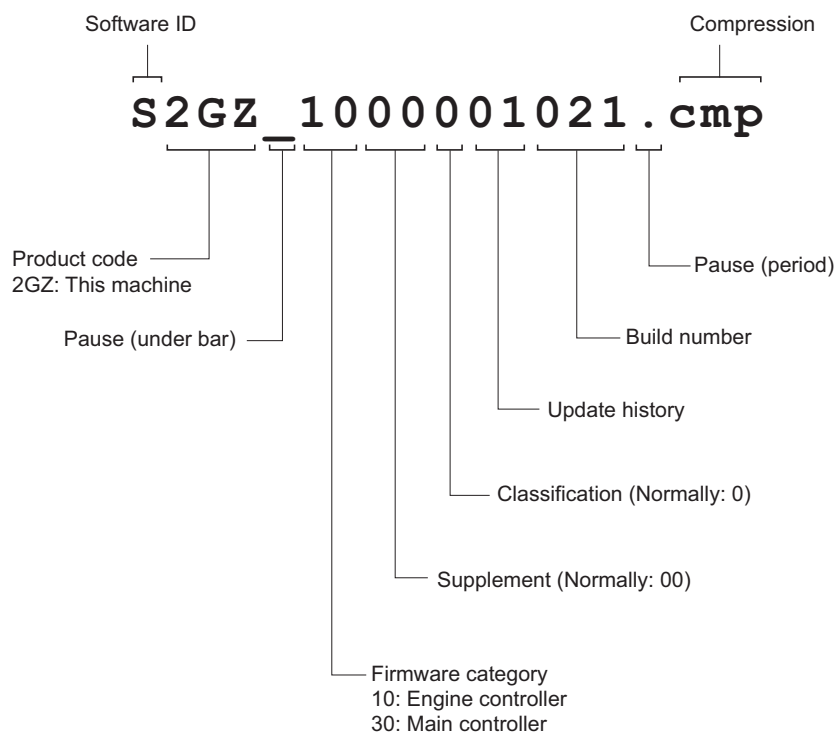 Software ID
Compression
S2GZ_1000001021.cmp
Product code
2GZ: This machine
Pause (period)
Pause (under bar)
Build number
Update history
Classification (Normally: 0)
Supplement (Normally: 00)
Firmware category
10: Engine controller
30: Main controller